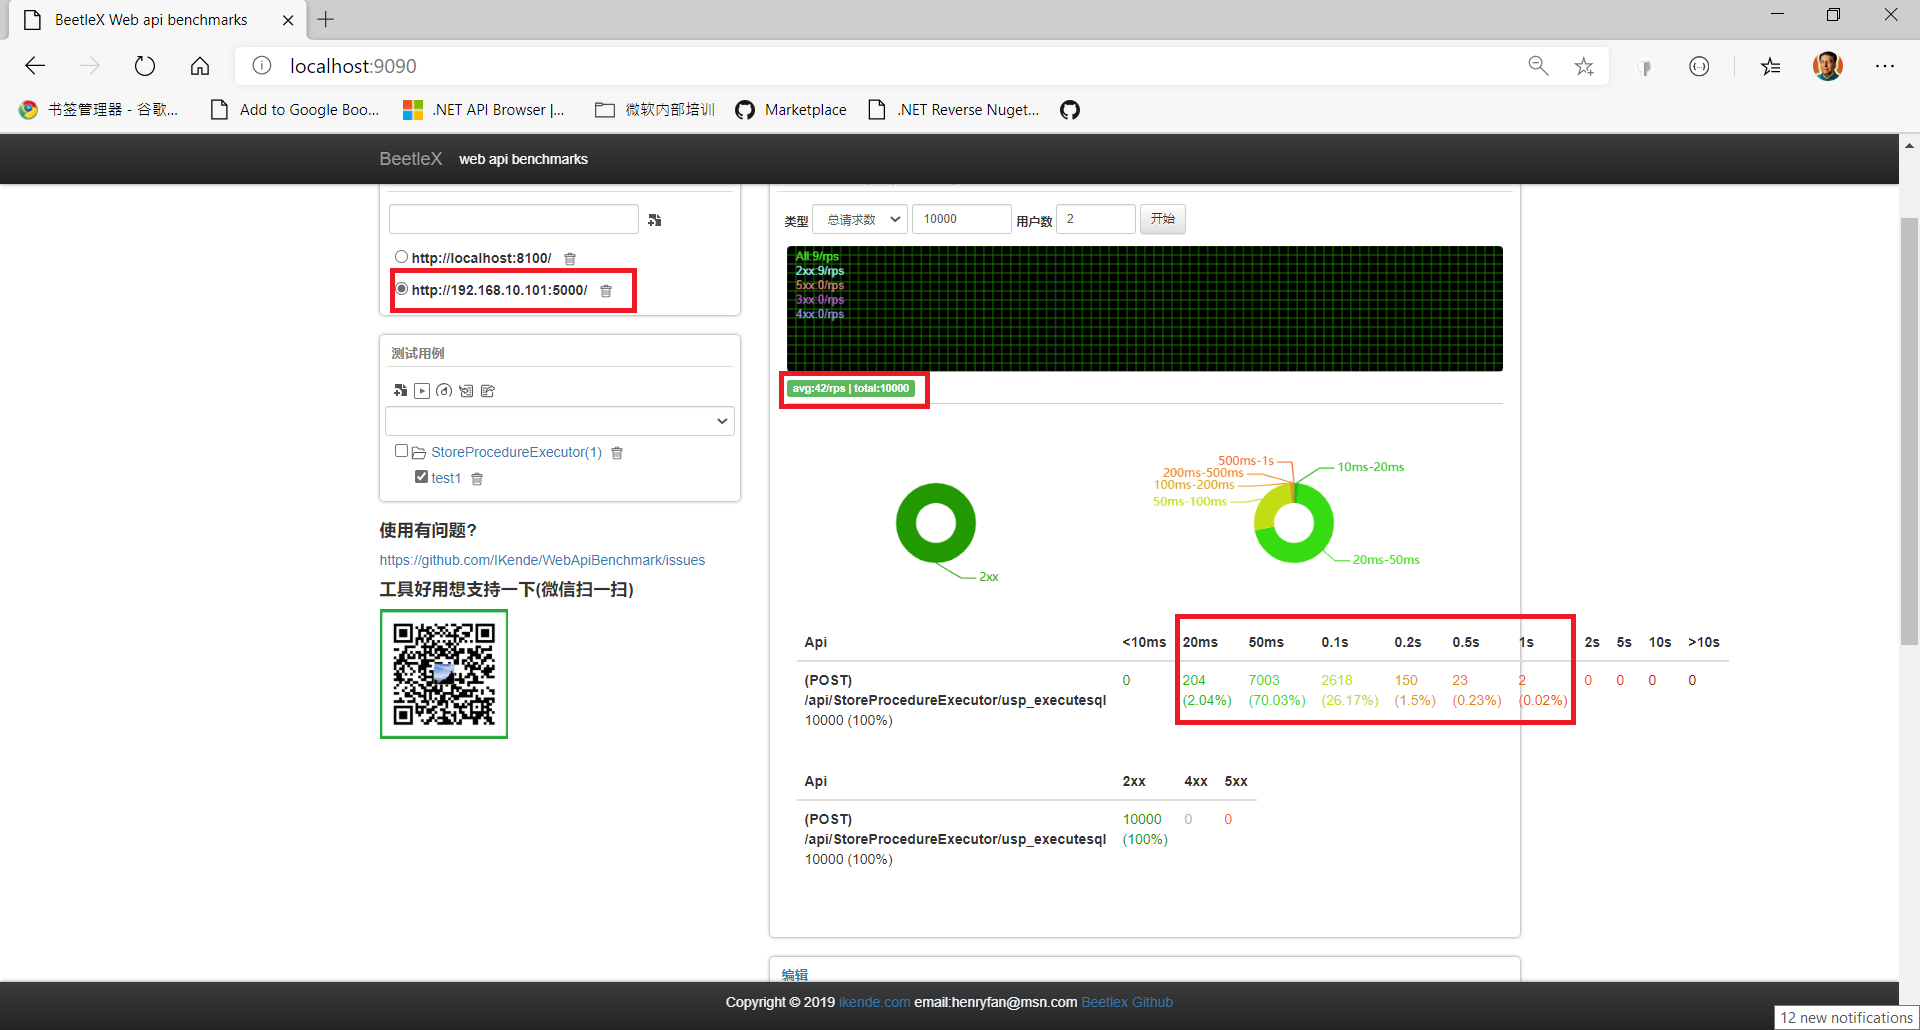 BeetleX Web api benchmarks
localhost:9090
书签管理器 - 谷歌...
Add to Google Boo...
.NET API Browser |...
微软内部培训
Marketplace
.NET Reverse Nuget...
BeetleX web api benchmarks
http://localhost:8100/
http://192.168.10.101:5000/
测试用例
StoreProcedureExecutor(1)
test1
使用有问题?
https://github.com/IKende/WebApiBenchmark/issues
工具好用想支持一下(微信扫一扫)
类型 总请求数 10000 用户数 2 开始
All:9/rps
2xx:9/rps
5xx:0/rps
3xx:0/rps
4xx:0/rps
avg:42/rps | total:10000
2xx
500ms-1s
200ms-500ms
100ms-200ms
50ms-100ms
10ms-20ms
20ms-50ms
Api <10ms 20ms 50ms 0.1s 0.2s 0.5s 1s 2s 5s 10s >10s
(POST) 0 204 7003 2618 150 23 2 0 0 0 0
/api/StoreProcedureExecutor/usp_executesql (2.04%) (70.03%) (26.17%) (1.5%) (0.23%) (0.02%)
10000 (100%)
Api 2xx 4xx 5xx
(POST) 10000 0 0
/api/StoreProcedureExecutor/usp_executesql (100%)
10000 (100%)
编辑
Copyright © 2019 ikende.com email:henryfan@msn.com Beetlex Github
12 new notifications